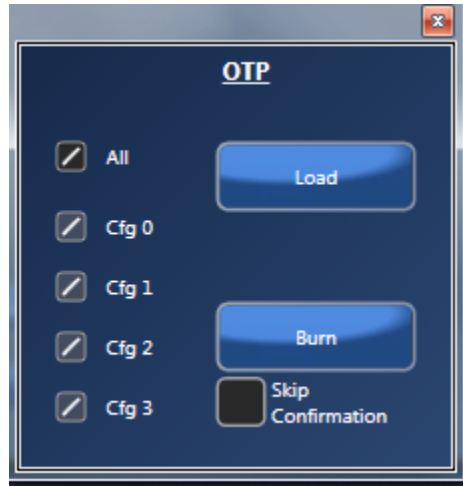 OTP
All
Load
Cfg 0
Cfg 1
Cfg 2
Burn
Cfg 3
Skip
Confirmation